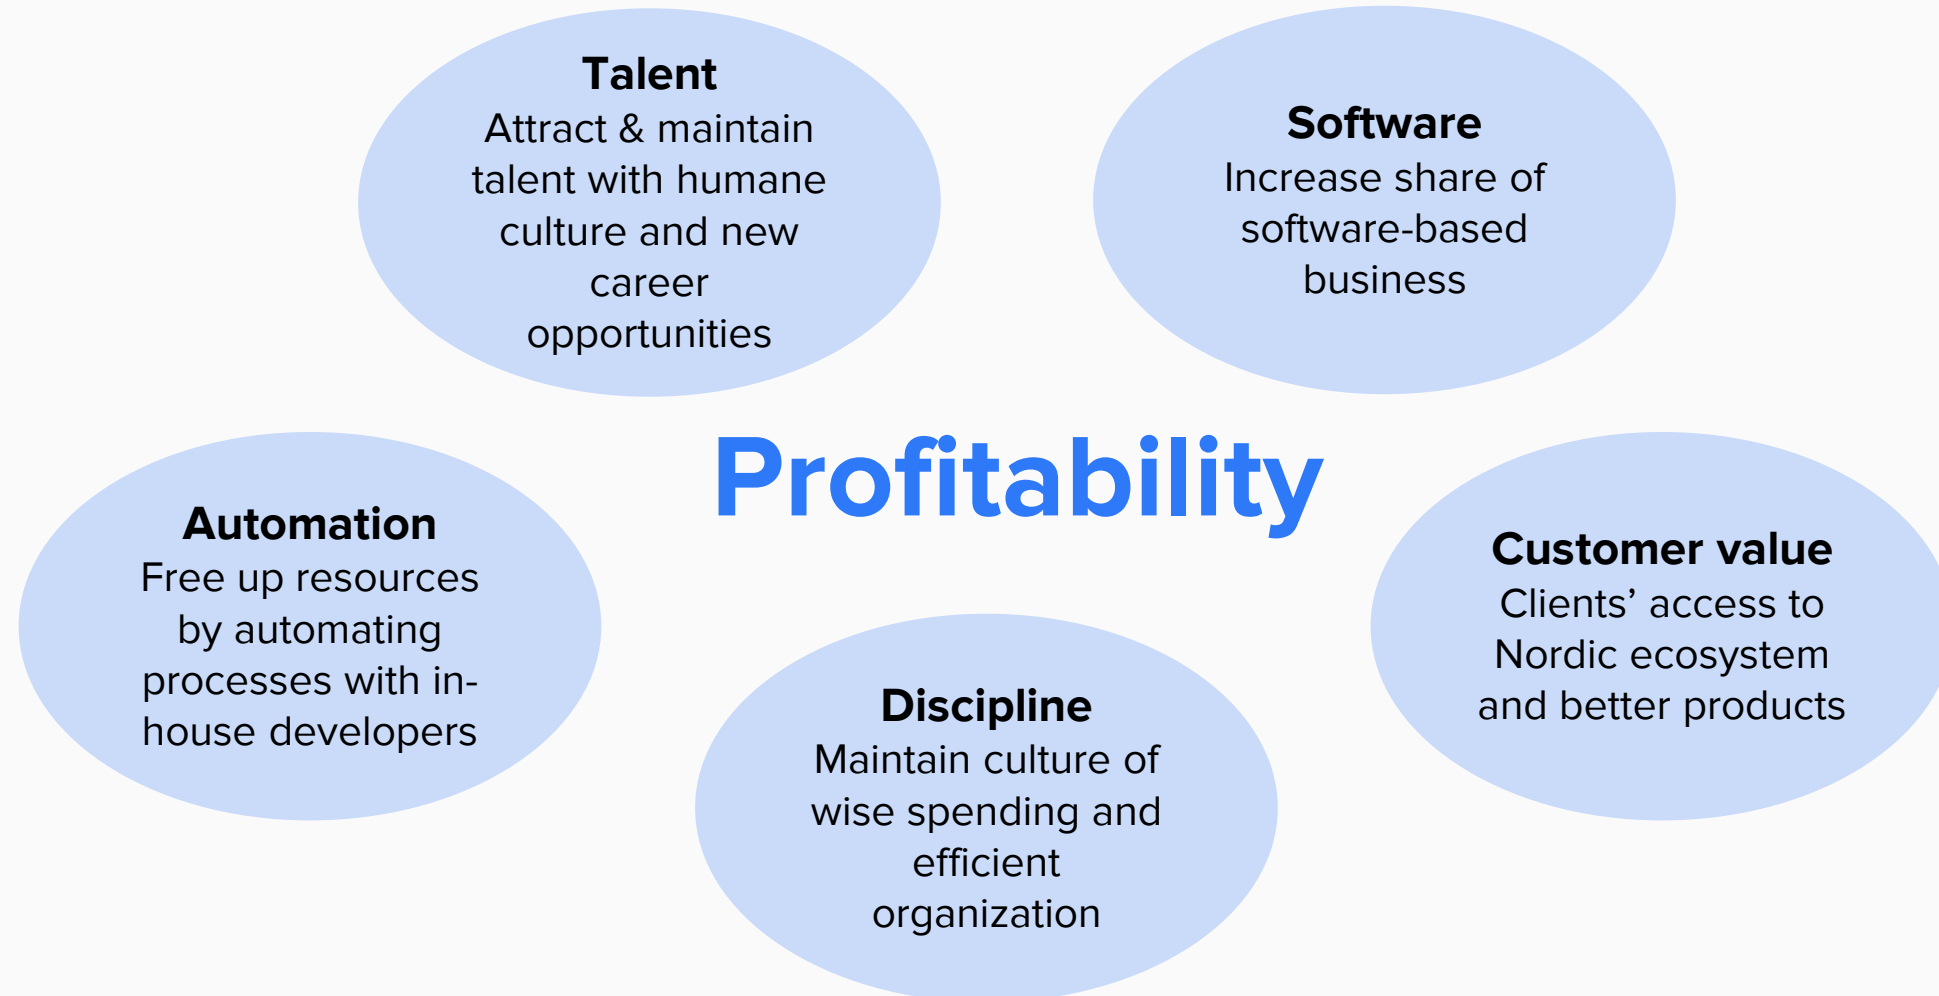 Talent
Attract & maintain
talent with humane
culture and new
career
opportunities
Software
Increase share of
software-based
business
Profitability
Automation
Free up resources
by automating
processes with in-
house developers
Customer value
Clients’ access to
Nordic ecosystem
and better products
Discipline
Maintain culture of
wise spending and
efficient
organization